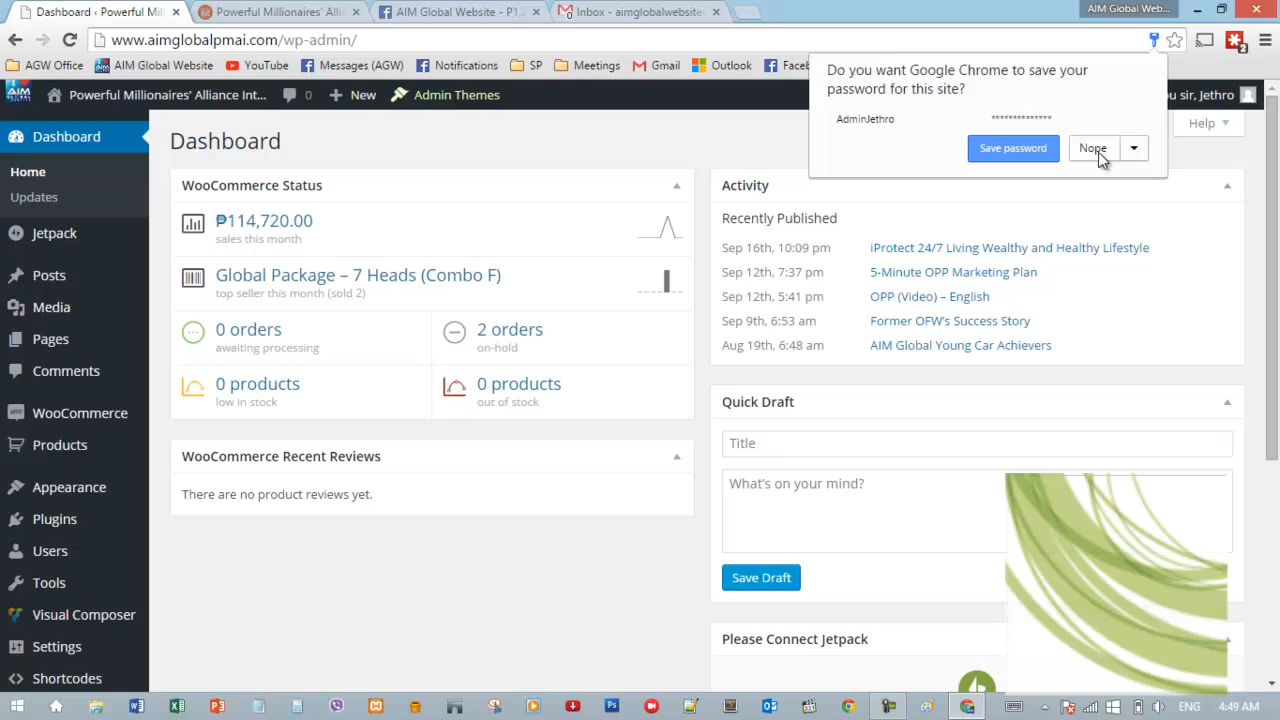 Dashboard ‹ Powerful Mi
Powerful Millionaires' Alli
AIM Global Website - P1,
Inbox - aimglobalwebsite
AIM Global Web...
www.aimglobalpmai.com/wp-admin/
2
AGW Office
AIM Global Website
YouTube
Messages (AGW)
Notifications
SP
Meetings
Gmail
Outlook
Faceb
Powerful Millionaires' Alliance Int...
0
New
Admin Themes
u sir, Jethro
Do you want Google Chrome to save your
password for this site?
AdminJethro
**************
Save password
Nope
Help
Dashboard
Home
Updates
Jetpack
Posts
Media
Pages
Comments
WooCommerce
Products
Appearance
Plugins
Users
Tools
Visual Composer
Settings
Shortcodes
Dashboard
WooCommerce Status
₱114,720.00
sales this month
Global Package – 7 Heads (Combo F)
top seller this month (sold 2)
0 orders
awaiting processing
2 orders
on-hold
0 products
low in stock
0 products
out of stock
WooCommerce Recent Reviews
There are no product reviews yet.
Activity
Recently Published
Sep 16th, 10:09 pm iProtect 24/7 Living Wealthy and Healthy Lifestyle
Sep 12th, 7:37 pm 5-Minute OPP Marketing Plan
Sep 12th, 5:41 pm OPP (Video) – English
Sep 9th, 6:53 am Former OFW's Success Story
Aug 19th, 6:48 am AIM Global Young Car Achievers
Quick Draft
Title
What's on your mind?
Save Draft
Please Connect Jetpack
ENG
4:49 AM